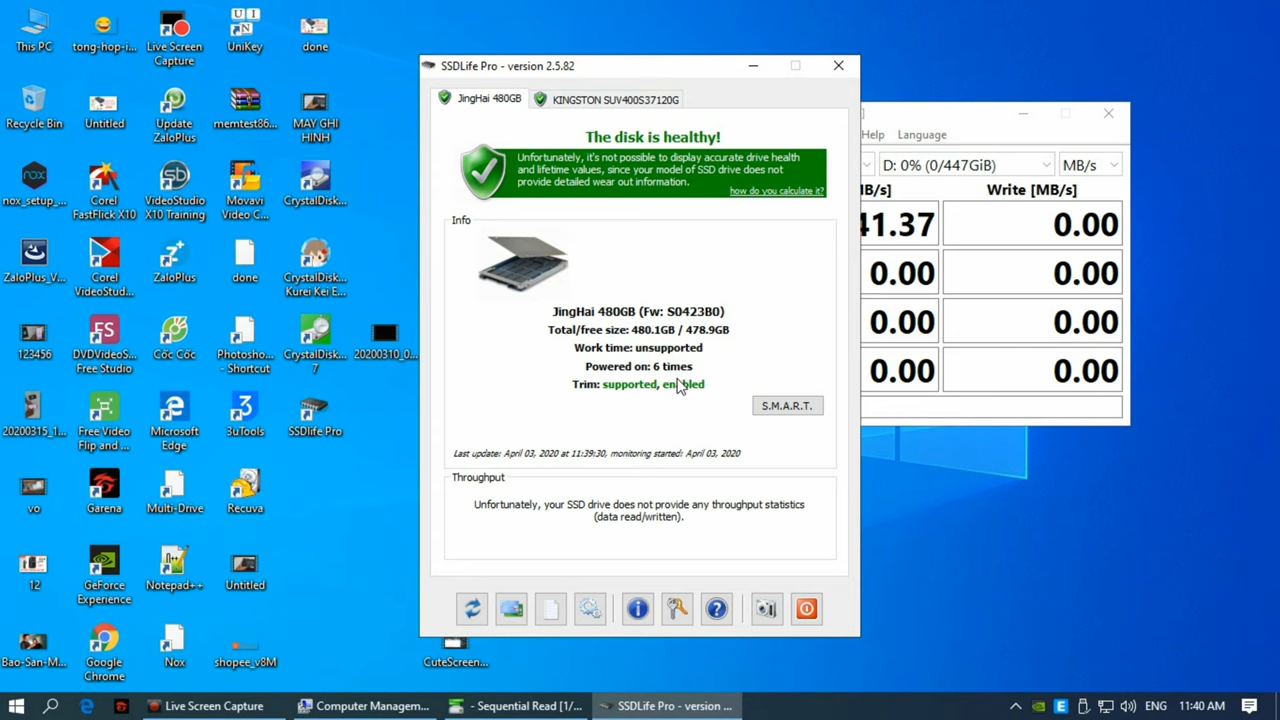 This PC
tong-hop-i...
Live Screen
Capture
UniKey
done
Recycle Bin
Untitled
Update
ZaloPlus
memtest86...
MAY GHI
HINH
nox_setup_...
Corel
FastFlick X10
VideoStudio
X10 Training
Movavi
Video C...
CrystalDisk...
ZaloPlus_V...
Corel
VideoStud...
ZaloPlus
done
CrystalDisk...
Kurei Kei E...
123456
DVDVideoS...
Free Studio
Cốc Cốc
Photosho...
- Shortcut
CrystalDisk...
7
20200310_0...
20200315_1...
Free Video
Flip and ...
Microsoft
Edge
3uTools
SSDlife Pro
vo
Garena
Multi-Drive
Recuva
12
GeForce
Experience
Notepad++
Untitled
Bao-San-M...
Google
Chrome
Nox
shopee_v8M
CuteScreen...
SSDLife Pro - version 2.5.82
JingHai 480GB
KINGSTON SUV400S37120G
The disk is healthy!
Unfortunately, it's not possible to display accurate drive health
and lifetime values, since your model of SSD drive does not
provide detailed wear out information.
how do you calculate it?
Info
JingHai 480GB (Fw: S0423B0)
Total/free size: 480.1GB / 478.9GB
Work time: unsupported
Powered on: 6 times
Trim: supported, enabled
S.M.A.R.T.
Last update: April 03, 2020 at 11:39:30, monitoring started: April 03, 2020
Throughput
Unfortunately, your SSD drive does not provide any throughput statistics
(data read/written).
Help Language
D: 0% (0/447GiB) MB/s
B/s] Write [MB/s]
41.37 0.00
0.00 0.00
0.00 0.00
0.00 0.00
Live Screen Capture
Computer Managem...
- Sequential Read [1/...
SSDLife Pro - version ...
ENG
11:40 AM